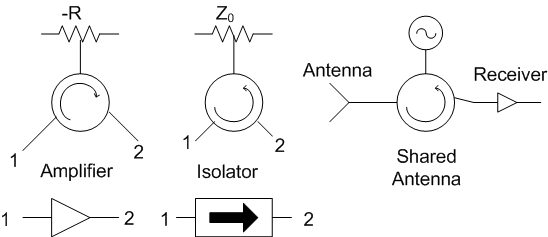 -R
Z0
1
2
Amplifier
1
2
Isolator
Antenna
Receiver
Shared
Antenna
1
2
1
2